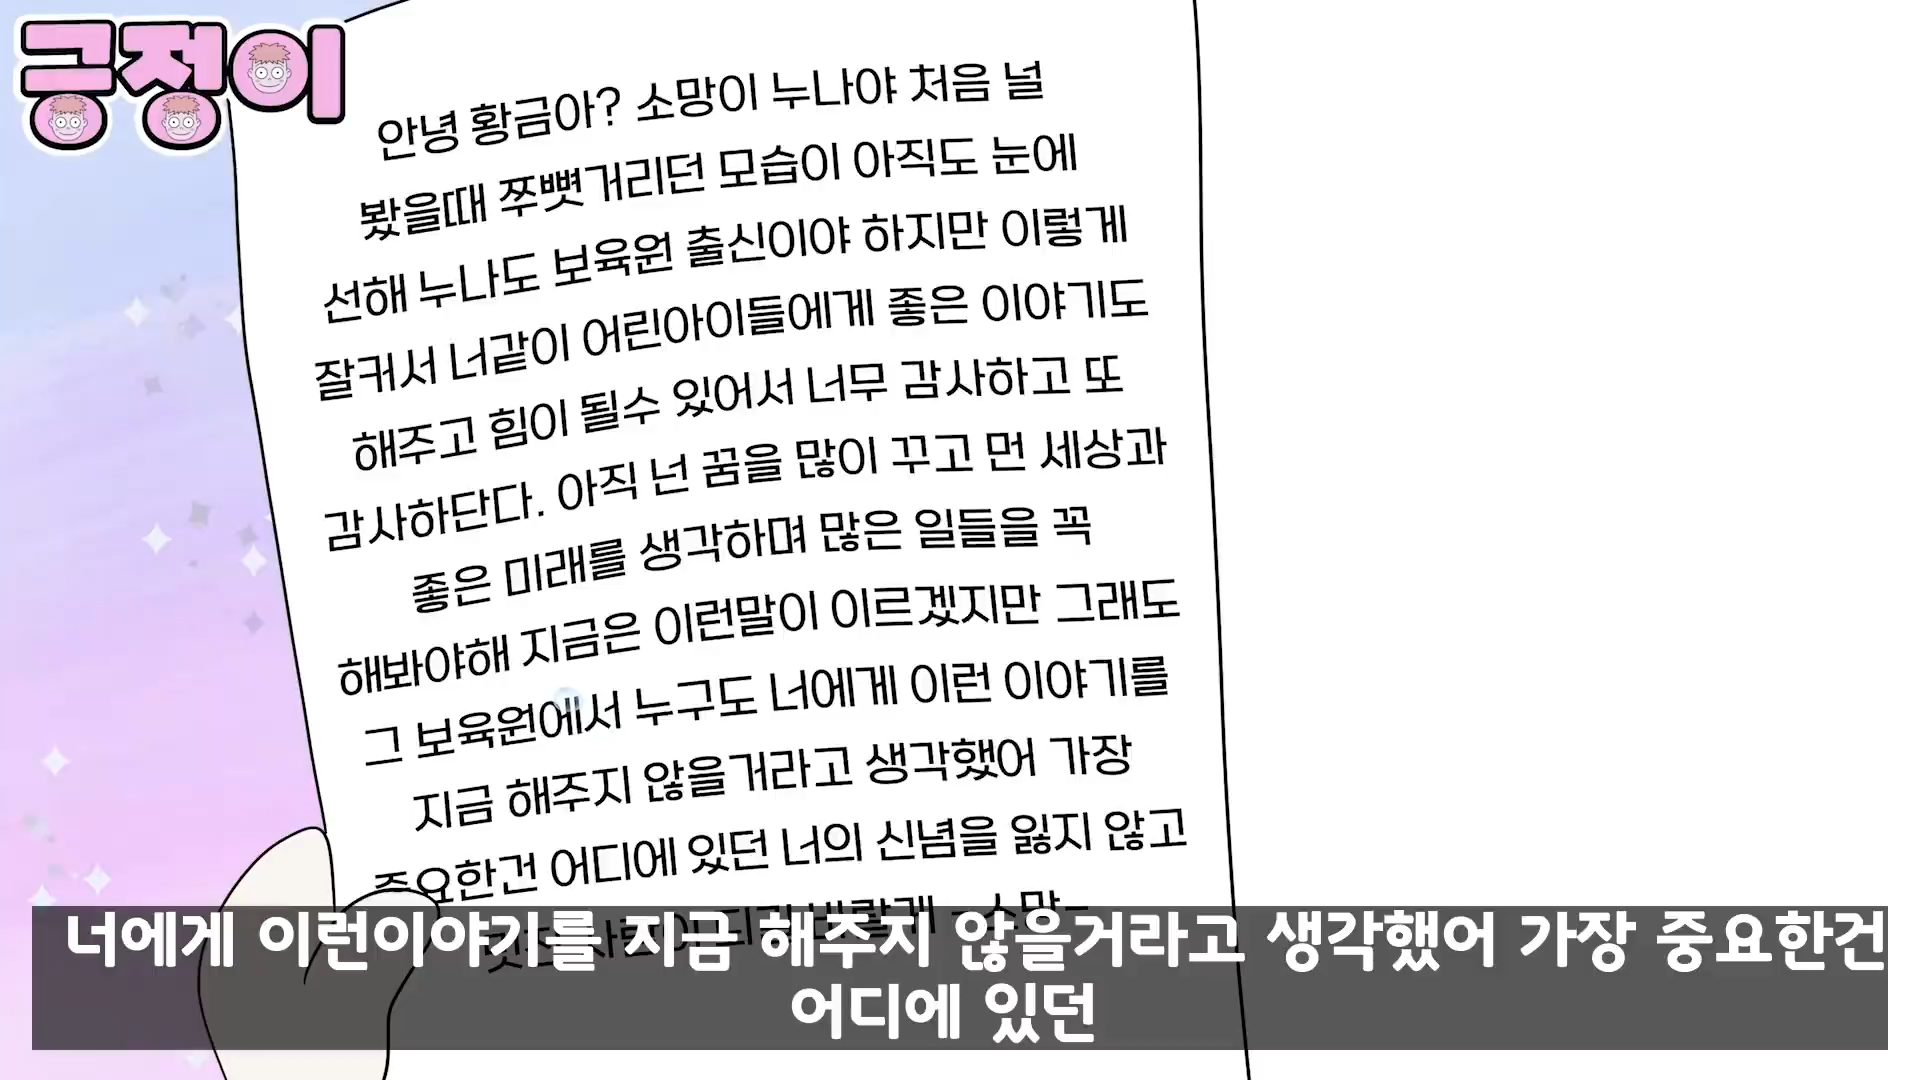 긍정이
안녕 황금아? 소망이 누나야 처음 널
봤을때 쭈뼛거리던 모습이 아직도 눈에
선해 누나도 보육원 출신이야 하지만 이렇게
잘커서 너같이 어린아이들에게 좋은 이야기도
해주고 힘이 될수 있어서 너무 감사하고 또
감사하단다. 아직 넌 꿈을 많이 꾸고 먼 세상과
좋은 미래를 생각하며 많은 일들을 꼭
해봐야해 지금은 이런말이 이르겠지만 그래도
그 보육원에서 누구도 너에게 이런 이야기를
지금 해주지 않을거라고 생각했어 가장
중요한건 어디에 있던 너의 신념을 잃지 않고
-소망-
너에게 이런이야기를 지금 해주지 않을거라고 생각했어 가장 중요한건
어디에 있던